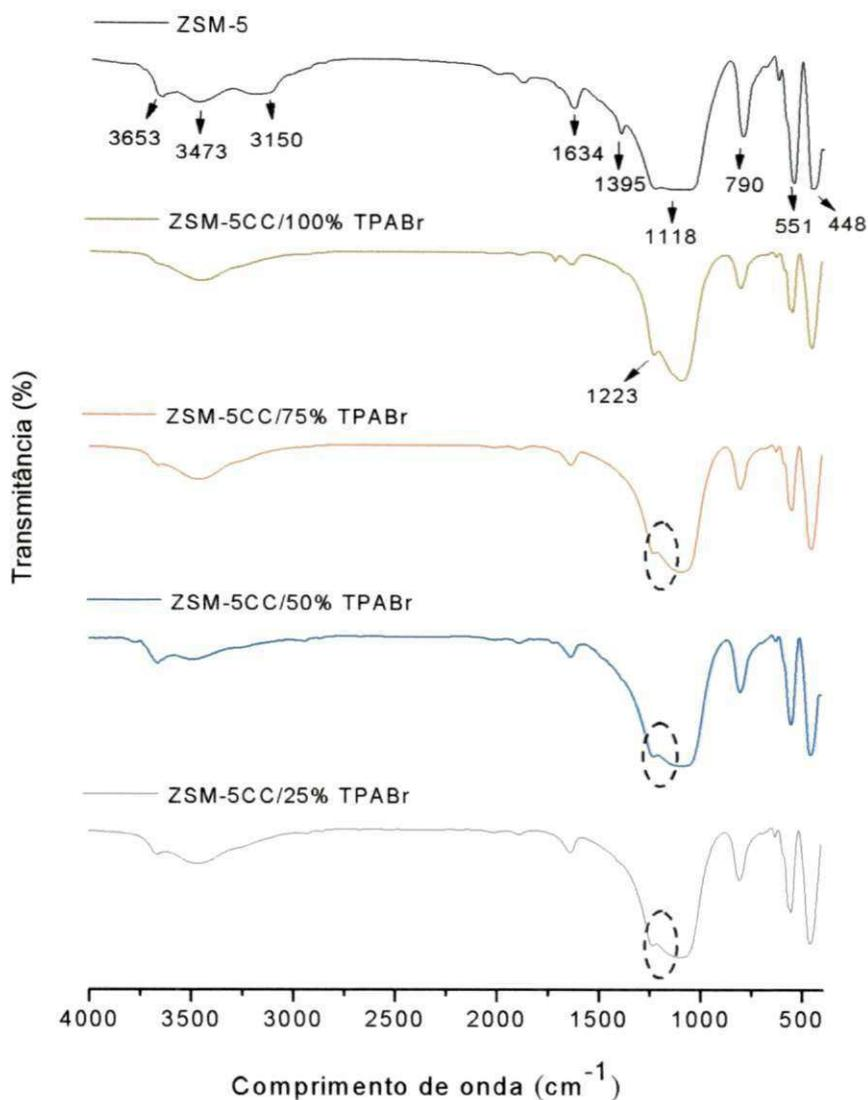 ZSM-5
3653
3473
3150
1634
1395
1118
790
551
448
ZSM-5CC/100% TPABr
1223
ZSM-5CC/75% TPABr
ZSM-5CC/50% TPABr
ZSM-5CC/25% TPABr
Transmitância (%)
4000 3500 3000 2500 2000 1500 1000 500
Comprimento de onda (cm⁻¹)